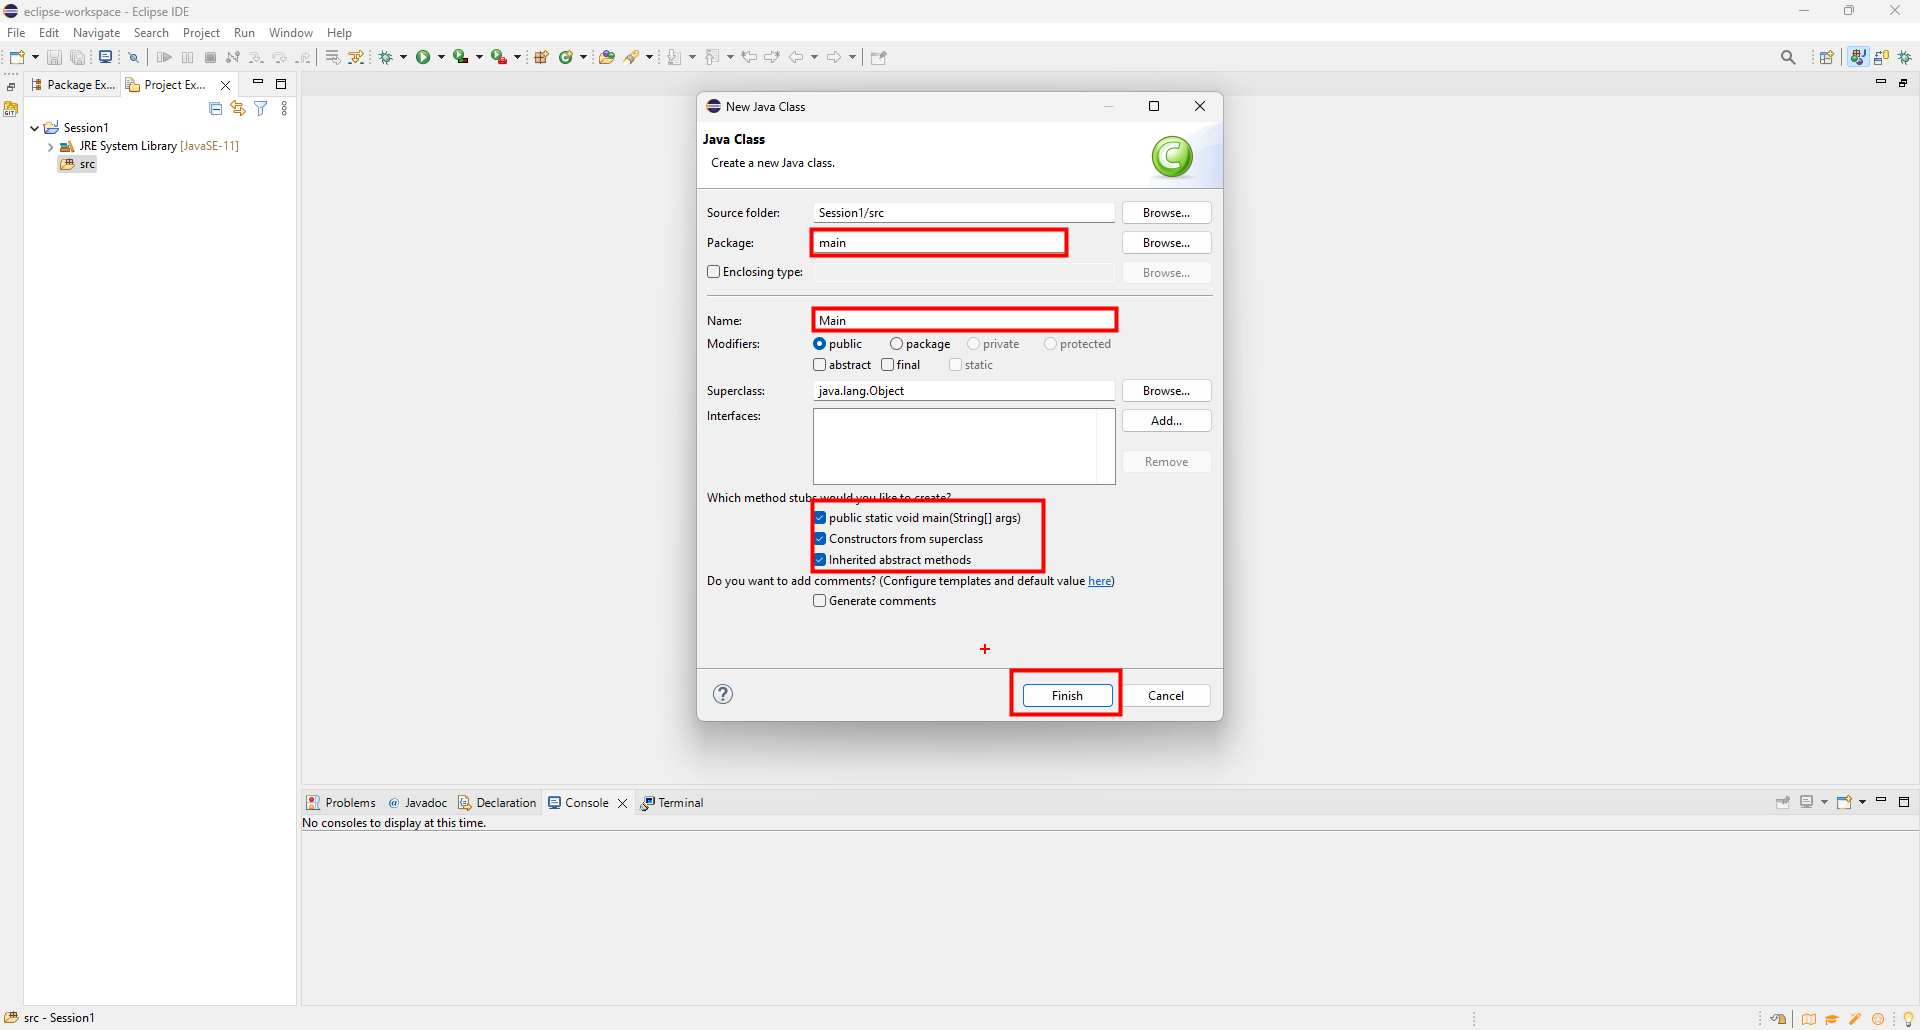 eclipse-workspace - Eclipse IDE
File Edit Navigate Search Project Run Window Help
Package Ex... Project Ex...
GIT
Session1
JRE System Library [JavaSE-11]
src
New Java Class
Java Class
Create a new Java class.
C
Source folder: Session1/src Browse...
Package: main Browse...
Enclosing type: Browse...
Name: Main
Modifiers: public package private protected
abstract final static
Superclass: java.lang.Object Browse...
Interfaces: Add...
Remove
Which method stubs would you like to create?
public static void main(String[] args)
Constructors from superclass
Inherited abstract methods
Do you want to add comments? (Configure templates and default value here)
Generate comments
? Finish Cancel
Problems @ Javadoc Declaration Console Terminal
No consoles to display at this time.
src - Session1